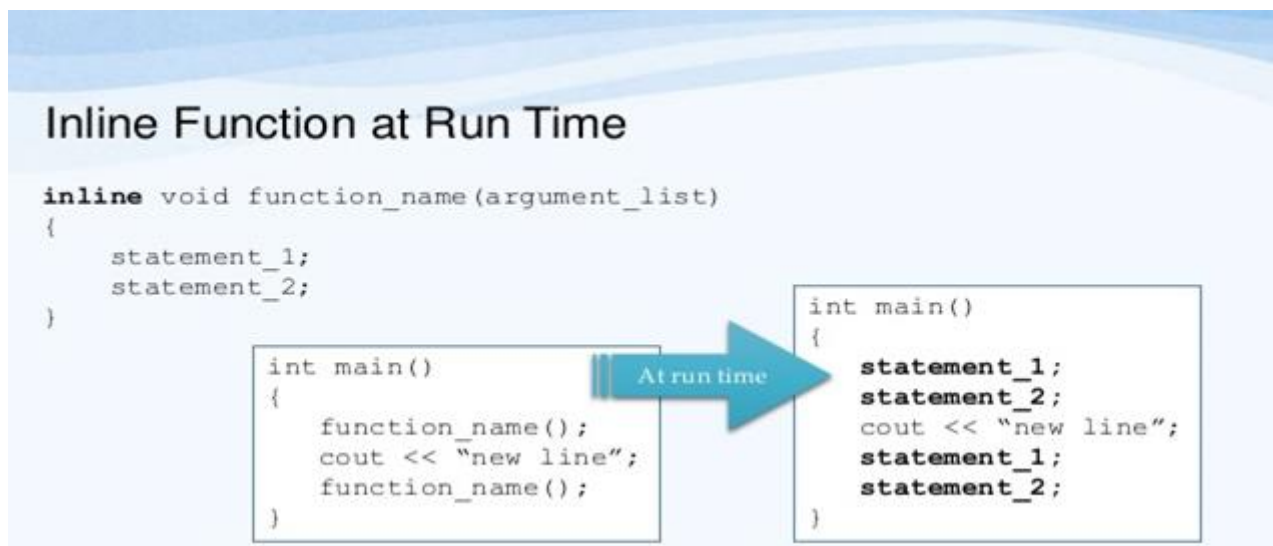 Inline Function at Run Time
inline void function_name(argument_list)
{
    statement_1;
    statement_2;
}
int main()
{
    function_name();
    cout << “new line”;
    function_name();
}
At run time
int main()
{
    statement_1;
    statement_2;
    cout << “new line”;
    statement_1;
    statement_2;
}